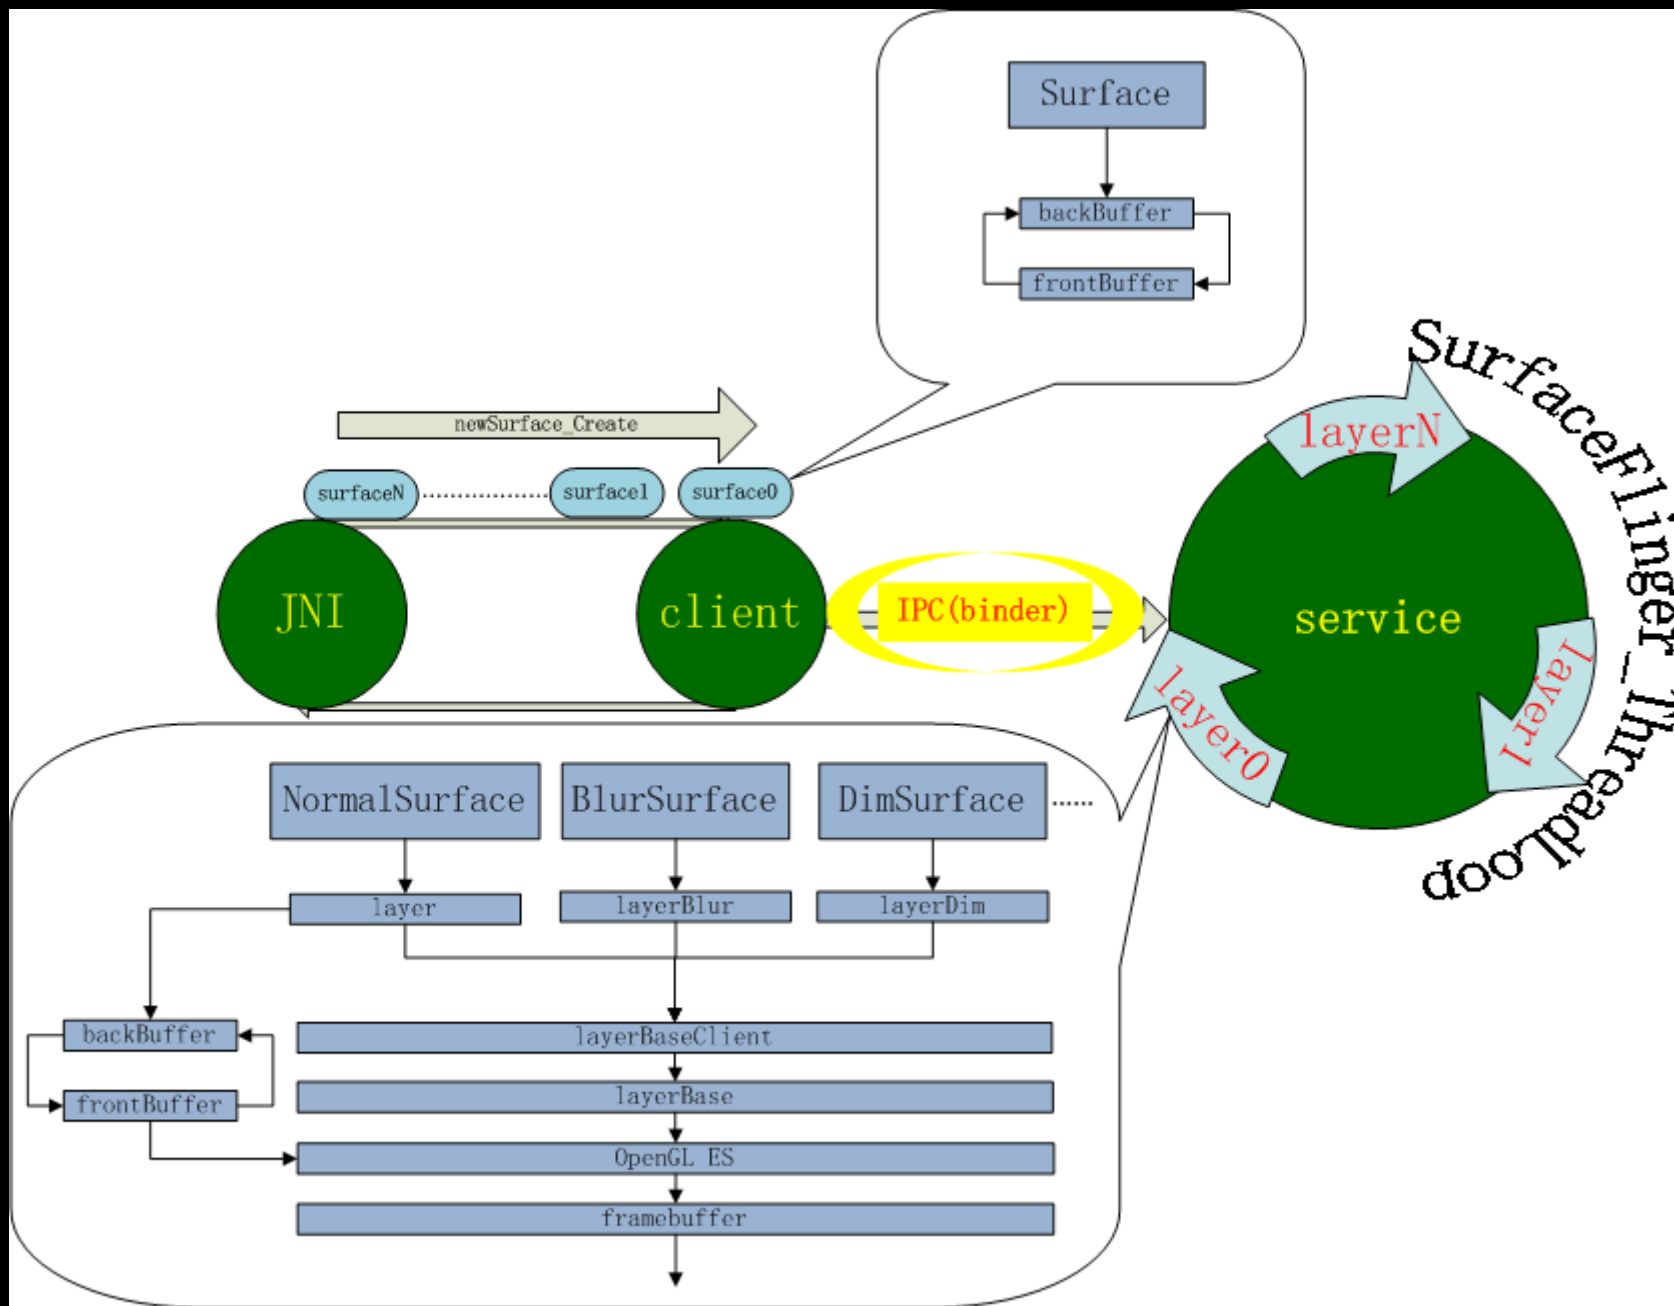 Surface
backBuffer
frontBuffer
newSurface_Create
surfaceN
surface1
surface0
JNI
client
IPC(binder)
service
layerN
layer1
layer0
SurfaceFlinger_ThreadLoop
NormalSurface
BlurSurface
DimSurface
layer
layerBlur
layerDim
backBuffer
frontBuffer
layerBaseClient
layerBase
OpenGL ES
framebuffer